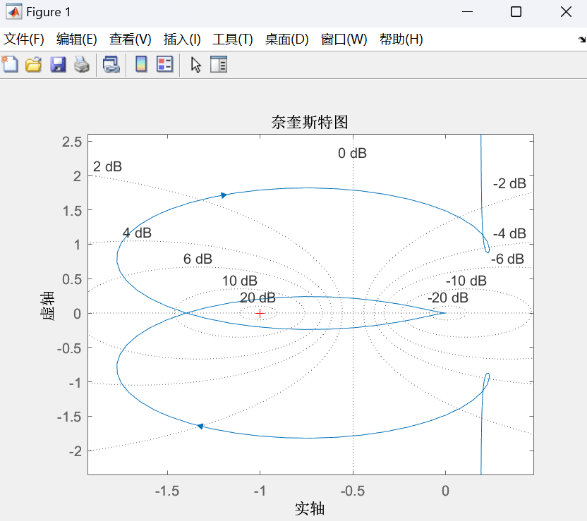 Figure 1
文件(F) 编辑(E) 查看(V) 插入(I) 工具(T) 桌面(D) 窗口(W) 帮助(H)
奈奎斯特图
2.5
2
1.5
1
0.5
0
-0.5
-1
-1.5
-2
虚轴
0 dB
2 dB
-2 dB
4 dB
-4 dB
6 dB
-6 dB
10 dB
-10 dB
20 dB
-20 dB
-1.5
-1
-0.5
0
实轴